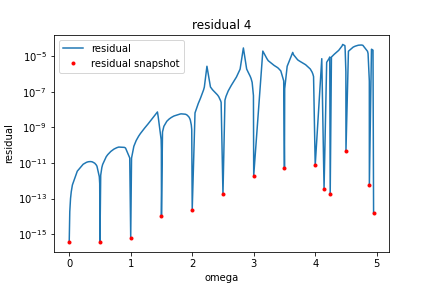 residual 4
residual
residual snapshot
10⁻⁵
10⁻⁷
10⁻⁹
10⁻¹¹
10⁻¹³
10⁻¹⁵
residual
0 1 2 3 4 5
omega